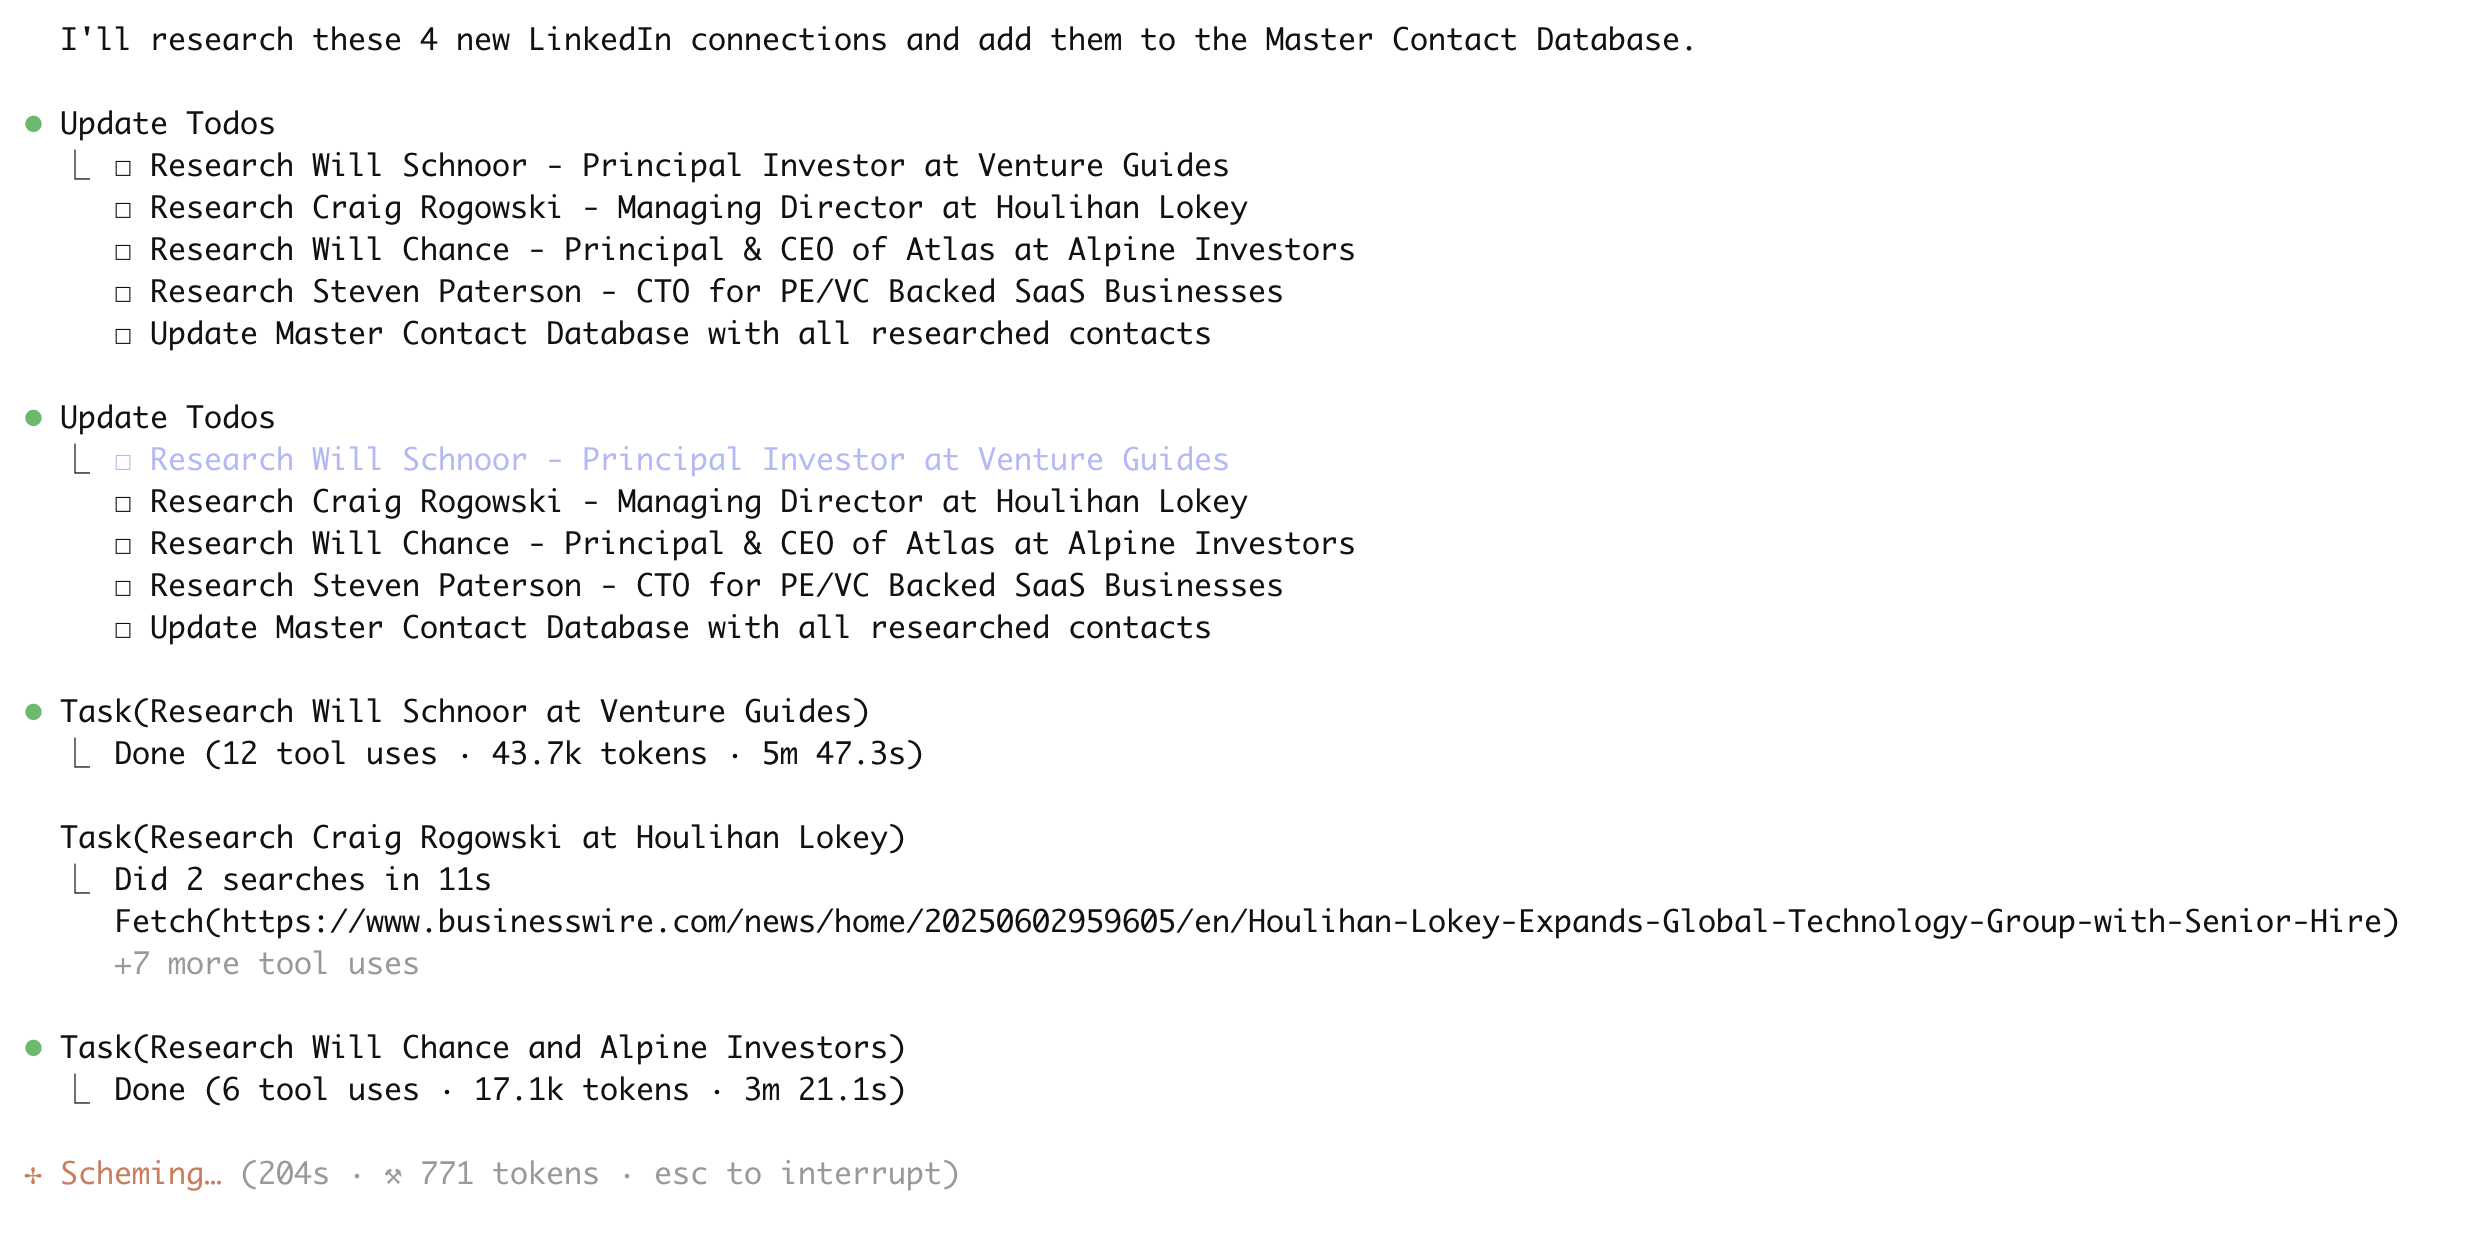 I'll research these 4 new LinkedIn connections and add them to the Master Contact Database.
● Update Todos
⎿ ☐ Research Will Schnoor - Principal Investor at Venture Guides
☐ Research Craig Rogowski - Managing Director at Houlihan Lokey
☐ Research Will Chance - Principal & CEO of Atlas at Alpine Investors
☐ Research Steven Paterson - CTO for PE/VC Backed SaaS Businesses
☐ Update Master Contact Database with all researched contacts
● Update Todos
⎿ ☐ Research Will Schnoor - Principal Investor at Venture Guides
☐ Research Craig Rogowski - Managing Director at Houlihan Lokey
☐ Research Will Chance - Principal & CEO of Atlas at Alpine Investors
☐ Research Steven Paterson - CTO for PE/VC Backed SaaS Businesses
☐ Update Master Contact Database with all researched contacts
● Task(Research Will Schnoor at Venture Guides)
⎿ Done (12 tool uses · 43.7k tokens · 5m 47.3s)
Task(Research Craig Rogowski at Houlihan Lokey)
⎿ Did 2 searches in 11s
Fetch(https://www.businesswire.com/news/home/20250602959605/en/Houlihan-Lokey-Expands-Global-Technology-Group-with-Senior-Hire)
+7 more tool uses
● Task(Research Will Chance and Alpine Investors)
⎿ Done (6 tool uses · 17.1k tokens · 3m 21.1s)
✢ Scheming… (204s · ⚒ 771 tokens · esc to interrupt)